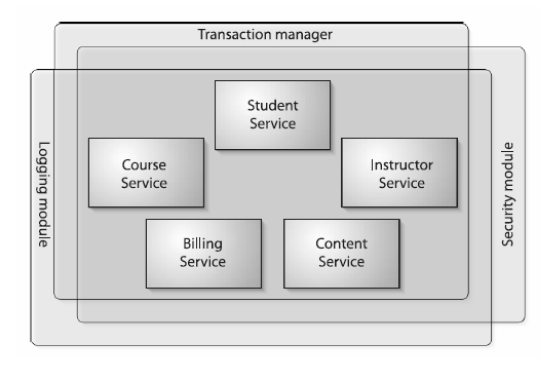 Transaction manager
Student
Service
Course
Service
Instructor
Service
Logging module
Security module
Billing
Service
Content
Service